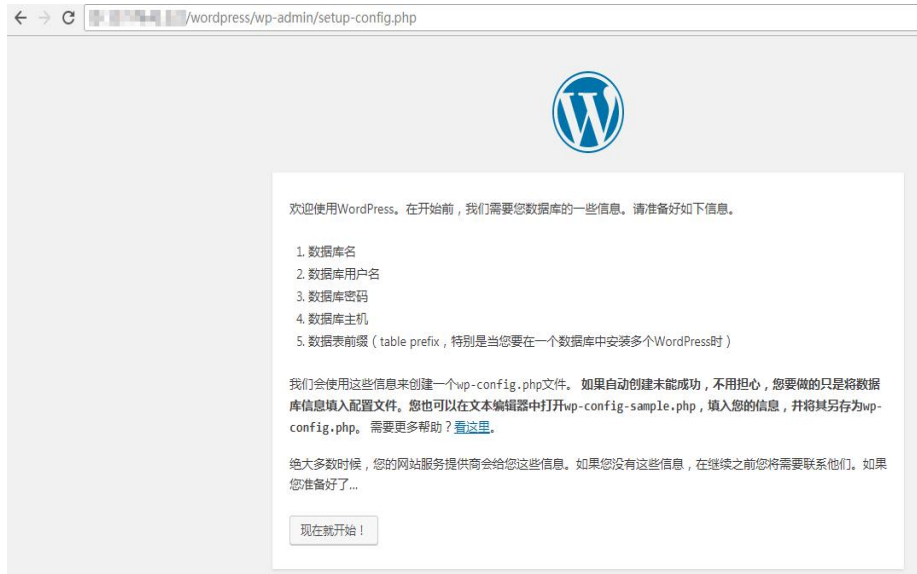 /wordpress/wp-admin/setup-config.php
欢迎使用WordPress。在开始前，我们需要您数据库的一些信息。请准备好如下信息。
1. 数据库名
2. 数据库用户名
3. 数据库密码
4. 数据库主机
5. 数据表前缀（table prefix，特别是当您要在一个数据库中安装多个WordPress时）
我们会使用这些信息来创建一个wp-config.php文件。 如果自动创建未能成功，不用担心，您要做的只是将数据
库信息填入配置文件。您也可以在文本编辑器中打开wp-config-sample.php，填入您的信息，并将其另存为wp-
config.php。 需要更多帮助？看这里。
绝大多数时候，您的网站服务提供商会给您这些信息。如果您没有这些信息，在继续之前您将需要联系他们。如果
您准备好了...
现在就开始！